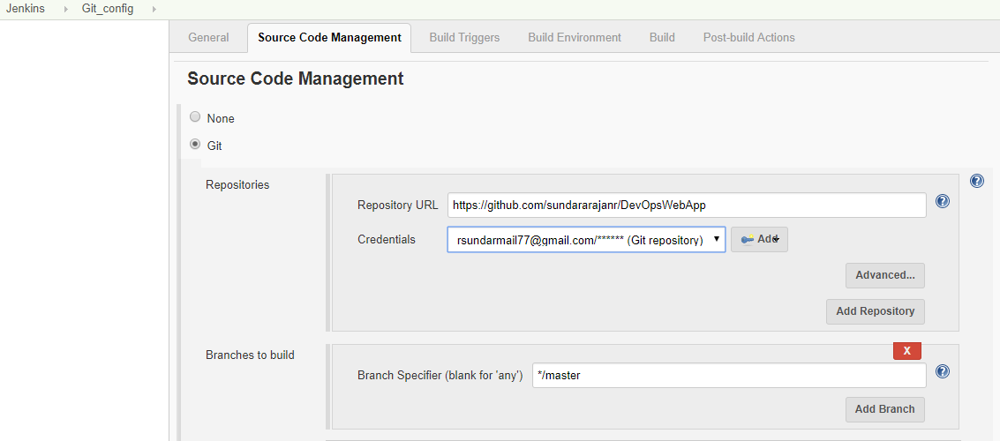 Jenkins Git_config
General Source Code Management Build Triggers Build Environment Build Post-build Actions
Source Code Management
None
Git
Repositories
Repository URL https://github.com/sundararajanr/DevOpsWebApp
Credentials rsundarmail77@gmail.com/****** (Git repository) Add
Advanced...
Add Repository
Branches to build
X
Branch Specifier (blank for 'any') */master
Add Branch